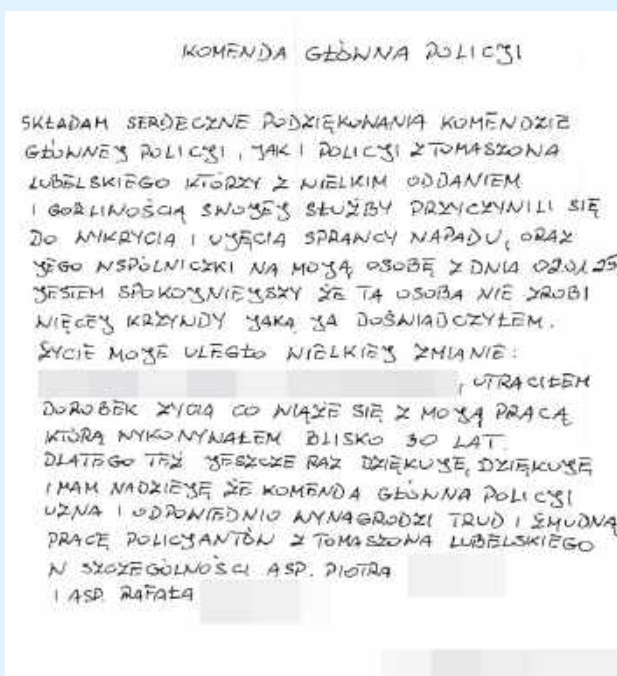 KOMENDA GŁÓWNA POLICJI
SKŁADAM SERDECZNE PODZIĘKOWANIA KOMENDZIE
GŁÓWNEJ POLICJI, JAK I POLICJI Z TOMASZOWA
LUBELSKIEGO KTÓRZY Z WIELKIM ODDANIEM
I GORLIWOŚCIĄ SWOJEJ SŁUŻBY PRZYCZYNILI SIĘ
DO WYKRYCIA I UJĘCIA SPRAWCY NAPADU, ORAZ
JEGO WSPÓLNICZKI NA MOJĄ OSOBĘ Z DNIA 02.01.25
JESTEM SPOKOJNIEJSZY ŻE TA OSOBA NIE ZROBI
WIĘCEJ KRZYWDY JAKĄ JA DOŚWIADCZYŁEM.
ŻYCIE MOJE ULEGŁO WIELKIEJ ZMIANIE:
, UTRACIŁEM
DOROBEK ŻYCIA CO WIĄŻE SIĘ Z MOJĄ PRACĄ
KTÓRĄ WYKONYWAŁEM BLISKO 30 LAT.
DLATEGO TEŻ JESZCZE RAZ DZIĘKUJĘ, DZIĘKUJĘ
I MAM NADZIEJĘ ŻE KOMENDA GŁÓWNA POLICJI
UZNA I ODPOWIEDNIO WYNAGRODZI TRUD I ŻMUDNĄ
PRACĘ POLICJANTÓW Z TOMASZOWA LUBELSKIEGO
W SZCZEGÓLNOŚCI ASP. PIOTRA
I ASP. RAFAŁA